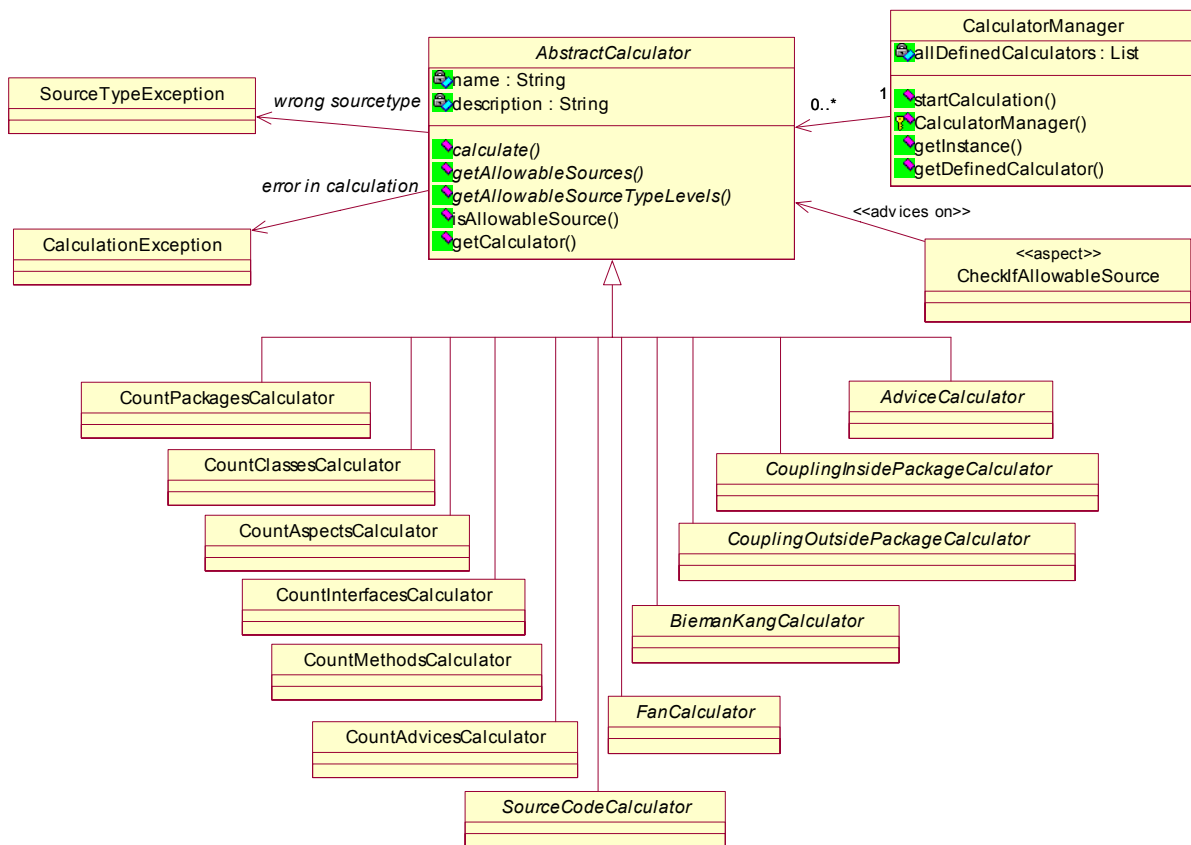 AbstractCalculator
name : String
description : String
calculate()
getAllowableSources()
getAllowableSourceTypeLevels()
isAllowableSource()
getCalculator()
CalculatorManager
allDefinedCalculators : List
startCalculation()
CalculatorManager()
getInstance()
getDefinedCalculator()
0..*
1
SourceTypeException
wrong sourcetype
error in calculation
CalculationException
<<advices on>>
<<aspect>>
CheckIfAllowableSource
CountPackagesCalculator
AdviceCalculator
CountClassesCalculator
CouplingInsidePackageCalculator
CountAspectsCalculator
CouplingOutsidePackageCalculator
CountInterfacesCalculator
BiemanKangCalculator
CountMethodsCalculator
FanCalculator
CountAdvicesCalculator
SourceCodeCalculator